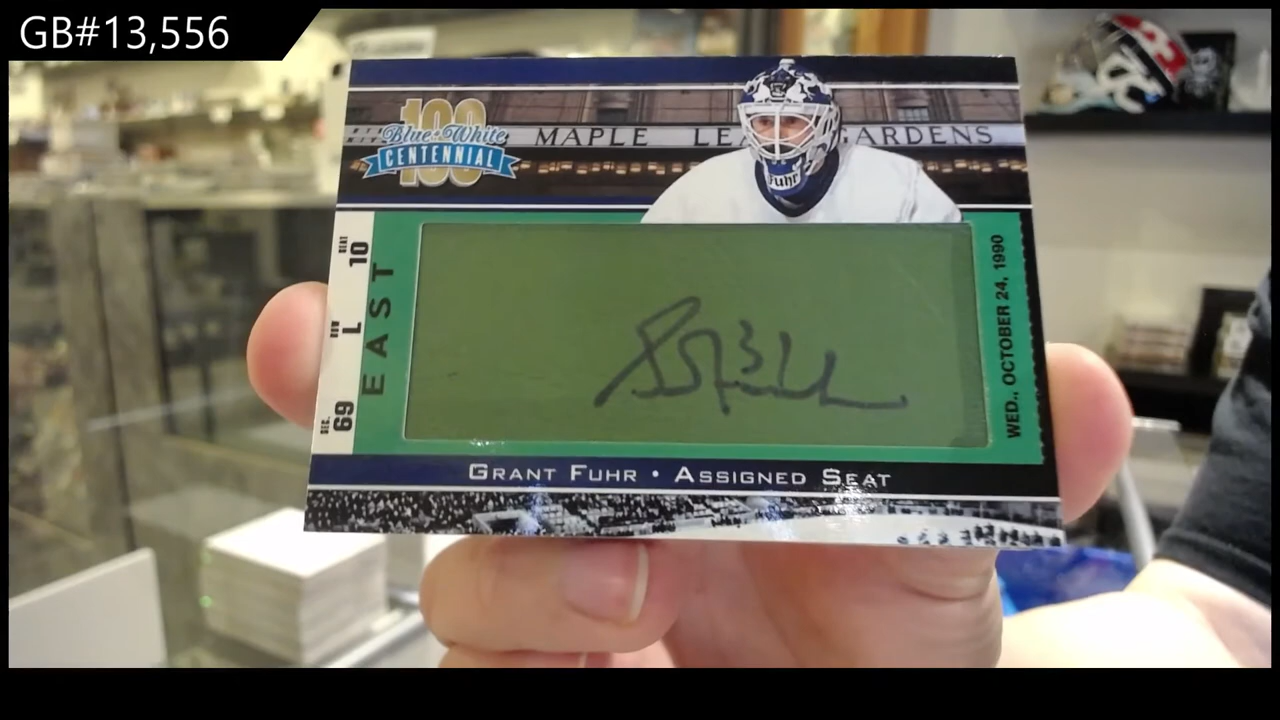 GB#13,556
100
Blue & White
CENTENNIAL
MAPLE LEA GARDENS
Fuhr
SEC. 69 ROW L SEAT 10
EAST
WED., OCTOBER 24, 1990
GRANT FUHR • ASSIGNED SEAT